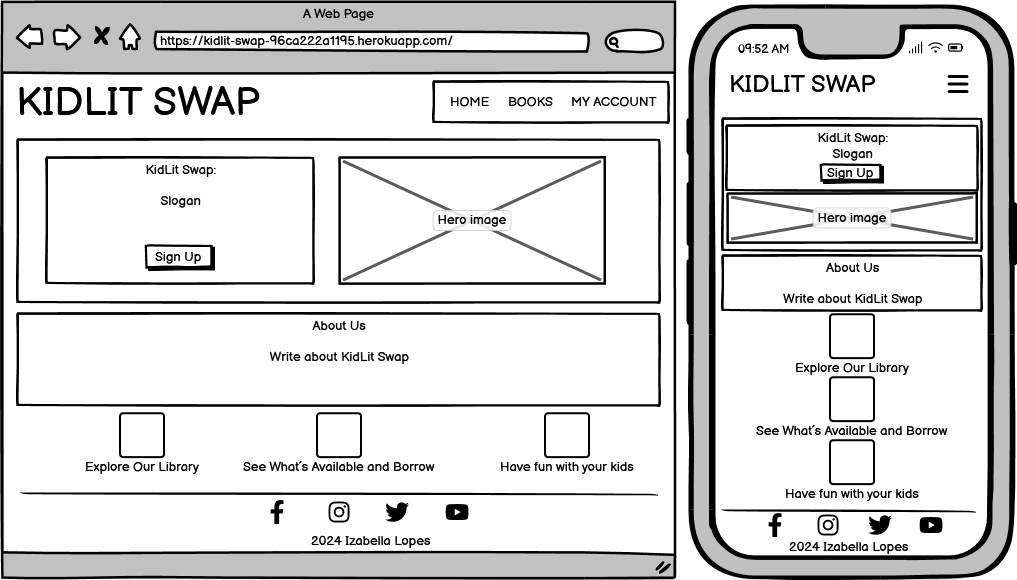 A Web Page
https://kidlit-swap-96ca222a1195.herokuapp.com/
KIDLIT SWAP
HOME BOOKS MY ACCOUNT
KidLit Swap:
Slogan
Sign Up
Hero image
About Us
Write about KidLit Swap
Explore Our Library
See What's Available and Borrow
Have fun with your kids
2024 Izabella Lopes
09:52 AM
KIDLIT SWAP
KidLit Swap:
Slogan
Sign Up
Hero image
About Us
Write about KidLit Swap
Explore Our Library
See What's Available and Borrow
Have fun with your kids
2024 Izabella Lopes